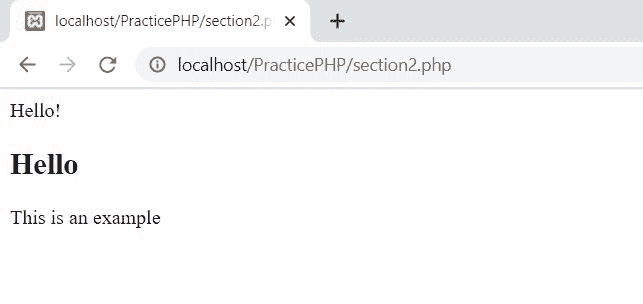 localhost/PracticePHP/section2.p
localhost/PracticePHP/section2.php
Hello!
Hello
This is an example